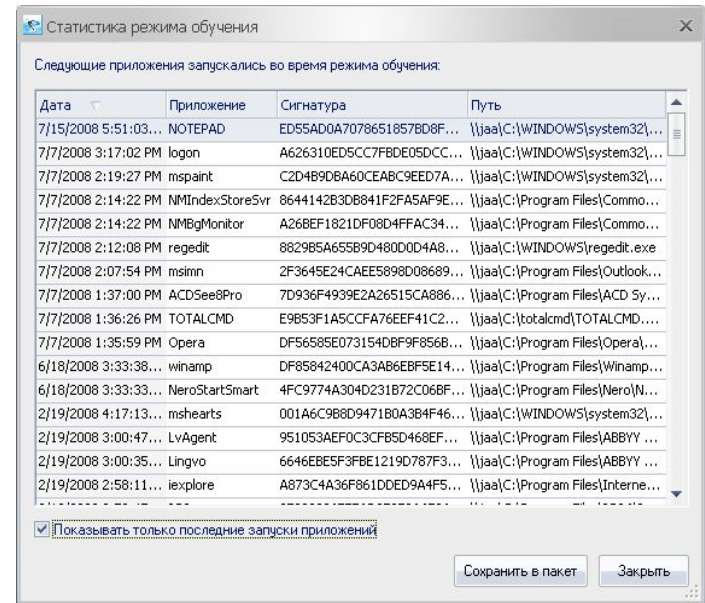 Статистика режима обучения
Следующие приложения запускались во время режима обучения:
Дата Приложение Сигнатура Путь
7/15/2008 5:51:03... NOTEPAD ED55AD0A7078651857BD8F... \\jaa\C:\WINDOWS\system32\...
7/7/2008 3:17:02 PM logon A626310ED5CC7FBDE05DCC... \\jaa\C:\WINDOWS\system32\...
7/7/2008 2:19:27 PM mspaint C2D4B9DBA60CEABC9EED7A... \\jaa\C:\WINDOWS\system32\...
7/7/2008 2:14:22 PM NMIndexStoreSvr 8644142B3DB841F2FA5AF9E... \\jaa\C:\Program Files\Commo...
7/7/2008 2:14:22 PM NMBgMonitor A26BEF1821DF08D4FFAC34... \\jaa\C:\Program Files\Commo...
7/7/2008 2:12:08 PM regedit 8829B5A655B9D480D0D4A8... \\jaa\C:\WINDOWS\regedit.exe
7/7/2008 2:07:54 PM msimn 2F3645E24CAEE5898D08689... \\jaa\C:\Program Files\Outlook...
7/7/2008 1:37:00 PM ACDSee8Pro 7D936F4939E2A26515CA886... \\jaa\C:\Program Files\ACD Sy...
7/7/2008 1:36:26 PM TOTALCMD E9B53F1A5CCFA76EEF41C2... \\jaa\C:\totalcmd\TOTALCMD....
7/7/2008 1:35:59 PM Opera DF56585E073154DBF9F856B... \\jaa\C:\Program Files\Opera\...
6/18/2008 3:33:38... winamp DF85842400CA3AB6EBF5E14... \\jaa\C:\Program Files\Winamp...
6/18/2008 3:33:33... NeroStartSmart 4FC9774A304D231B72C06BF... \\jaa\C:\Program Files\Nero\N...
2/19/2008 4:17:13... mshearts 001A6C9B8D9471B0A3B4F46... \\jaa\C:\WINDOWS\system32\...
2/19/2008 3:00:47... LvAgent 951053AEF0C3CFB5D468EF... \\jaa\C:\Program Files\ABBYY ...
2/19/2008 3:00:35... Lingvo 6646EBE5F3FBE1219D787F3... \\jaa\C:\Program Files\ABBYY ...
2/19/2008 2:58:11... iexplore A873C4A36F861DDED9A4F5... \\jaa\C:\Program Files\Interne...
Показывать только последние запуски приложений
Сохранить в пакет Закрыть